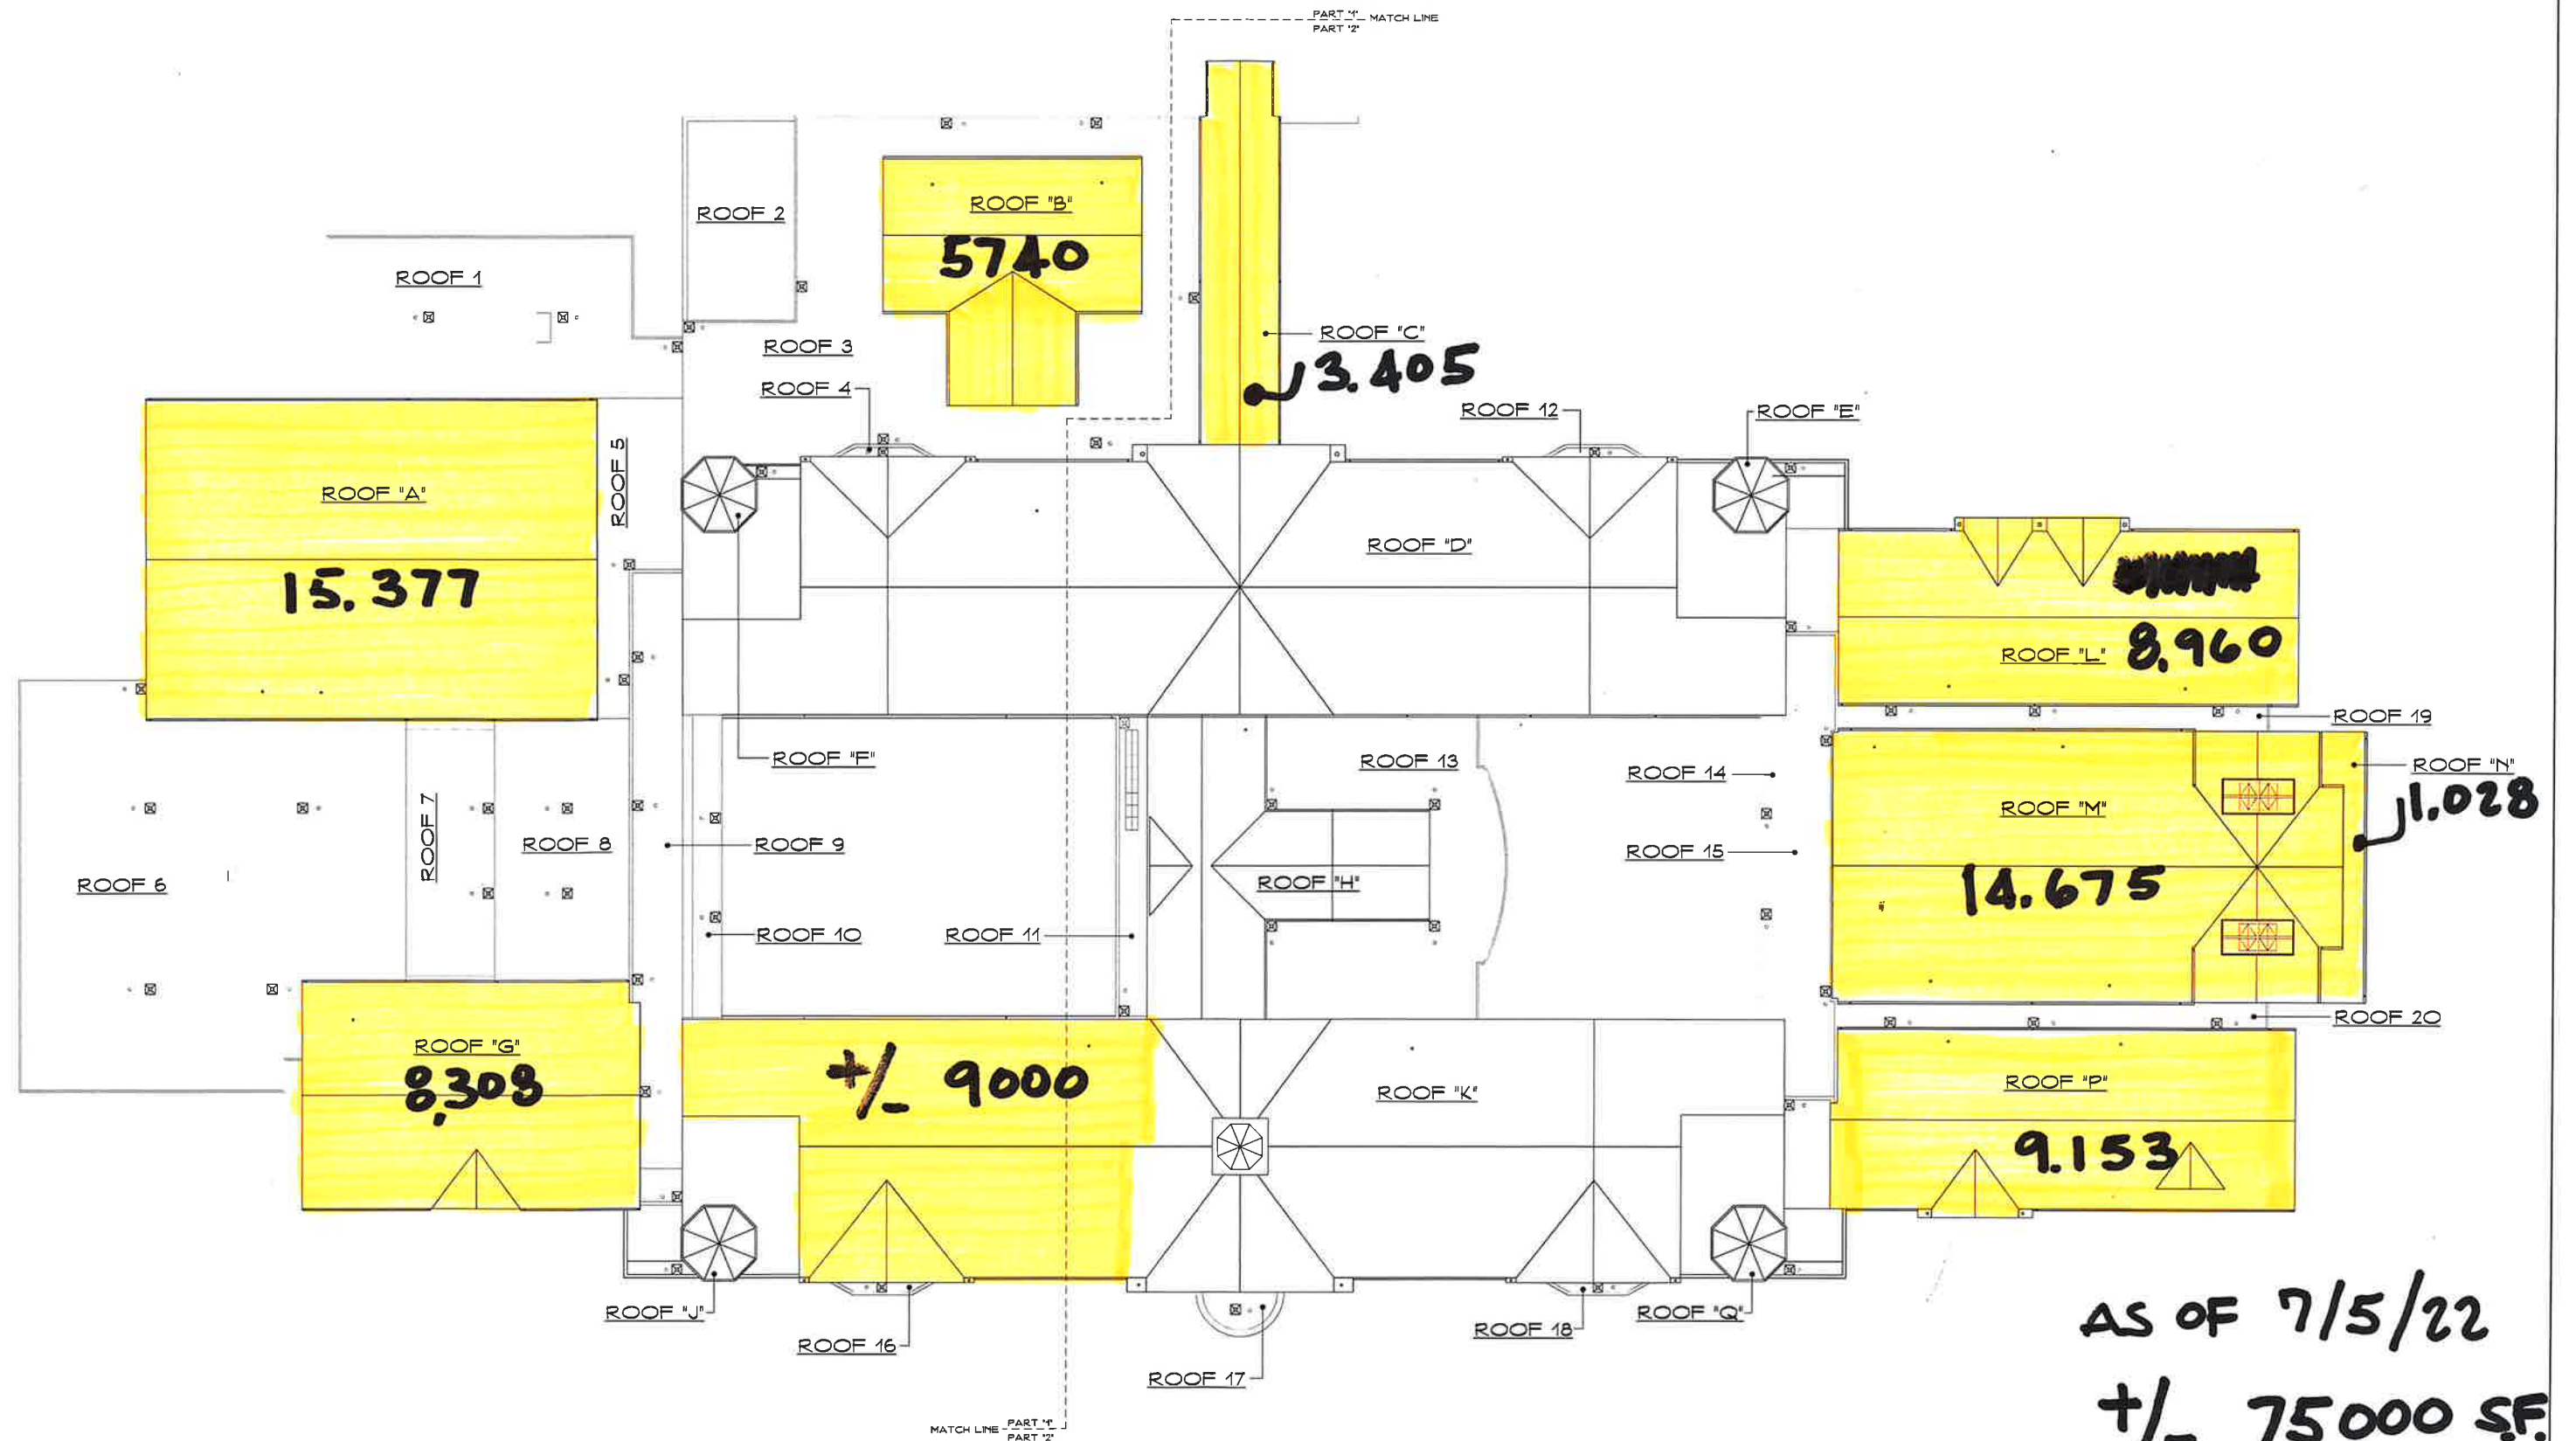 PART "1" MATCH LINE
PART "2"
ROOF 2
ROOF "B"
5740
ROOF 1
ROOF 3
ROOF "C"
3.405
ROOF 4
ROOF 12
ROOF "E"
ROOF 5
ROOF "A"
15.377
ROOF "D"
ROOF "L"
8.960
ROOF 19
ROOF "F"
ROOF 13
ROOF 14
ROOF "N"
1.028
ROOF 7
ROOF 8
ROOF 9
ROOF 15
ROOF "M"
14.675
ROOF 6
ROOF "H"
ROOF 10
ROOF 11
ROOF 20
ROOF "G"
8,308
+/- 9000
ROOF "K"
ROOF "P"
9.153
ROOF "J"
ROOF 16
ROOF 17
ROOF 18
ROOF "Q"
AS OF 7/5/22
+/- 75000 S.F.
MATCH LINE PART "1"
PART "2"